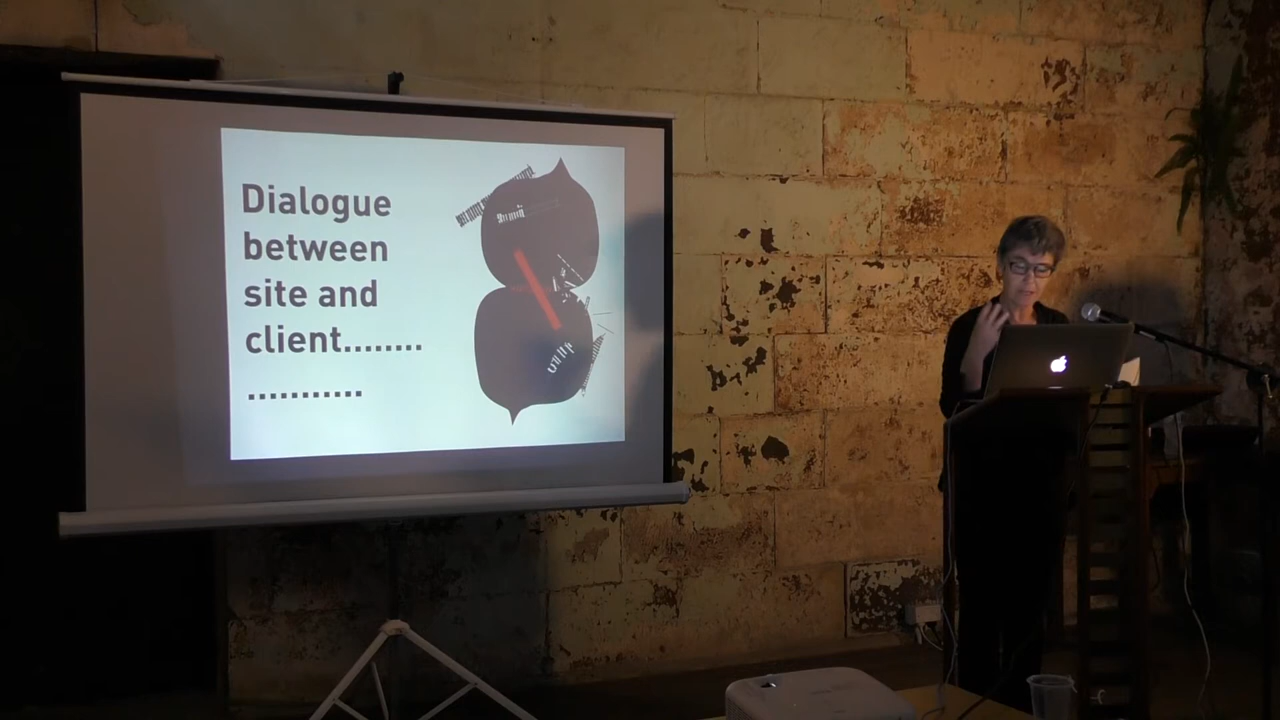 Dialogue
between
site and
client........
...........